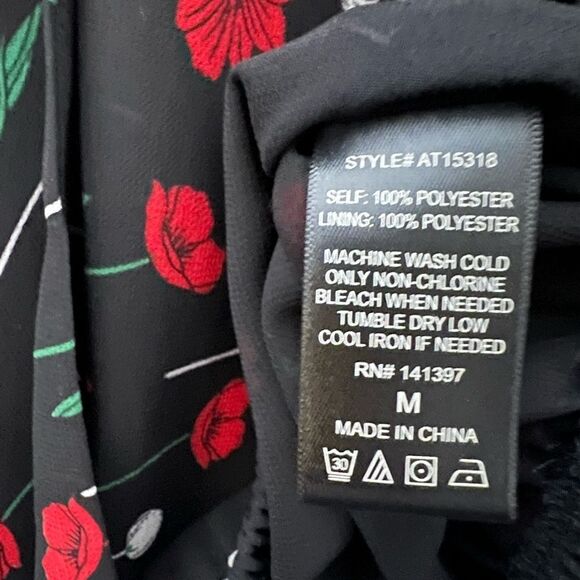 STYLE# AT15318
SELF: 100% POLYESTER
LINING: 100% POLYESTER
MACHINE WASH COLD
ONLY NON-CHLORINE
BLEACH WHEN NEEDED
TUMBLE DRY LOW
COOL IRON IF NEEDED
RN# 141397
M
MADE IN CHINA
30